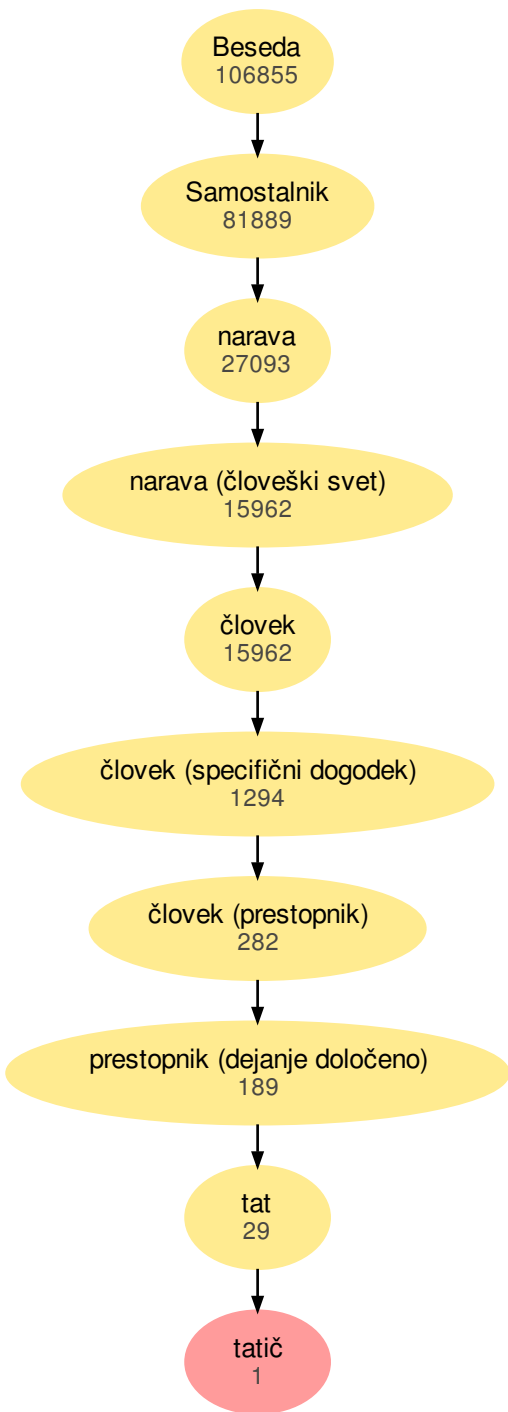 Beseda
106855
Samostalnik
81889
narava
27093
narava (človeški svet)
15962
človek
15962
človek (specifični dogodek)
1294
človek (prestopnik)
282
prestopnik (dejanje določeno)
189
tat
29
tatič
1